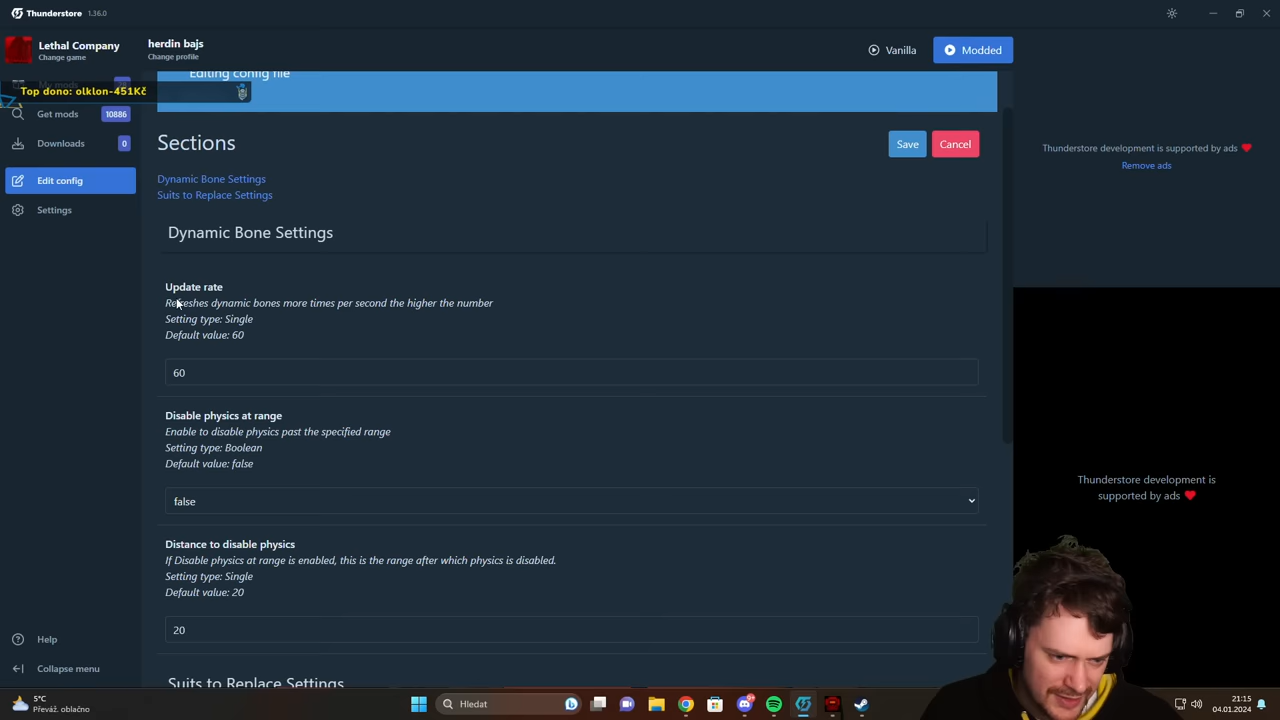 Thunderstore 1.36.0
Lethal Company
Change game
herdin bajs
Change profile
Vanilla
Modded
Editing config file
Top dono: olklon-451Kč
Get mods 10886
Downloads 0
Edit config
Settings
Help
Collapse menu
Sections
Save
Cancel
Dynamic Bone Settings
Suits to Replace Settings
Dynamic Bone Settings
Update rate
Refreshes dynamic bones more times per second the higher the number
Setting type: Single
Default value: 60
60
Disable physics at range
Enable to disable physics past the specified range
Setting type: Boolean
Default value: false
false
Distance to disable physics
If Disable physics at range is enabled, this is the range after which physics is disabled.
Setting type: Single
Default value: 20
20
Suits to Replace Settings
Thunderstore development is supported by ads
Remove ads
Thunderstore development is
supported by ads
5°C
Převáž. oblačno
Hledat
21:15
04.01.2024